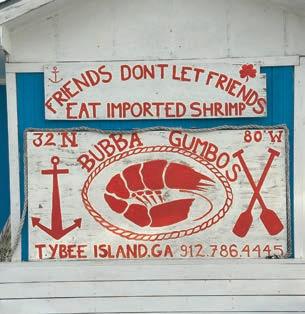 FRIENDS DONT LET FRIENDS
EAT IMPORTED SHRIMP
32°N 80°W
BUBBA GUMBOS
TYBEE ISLAND.GA 912.786.4445